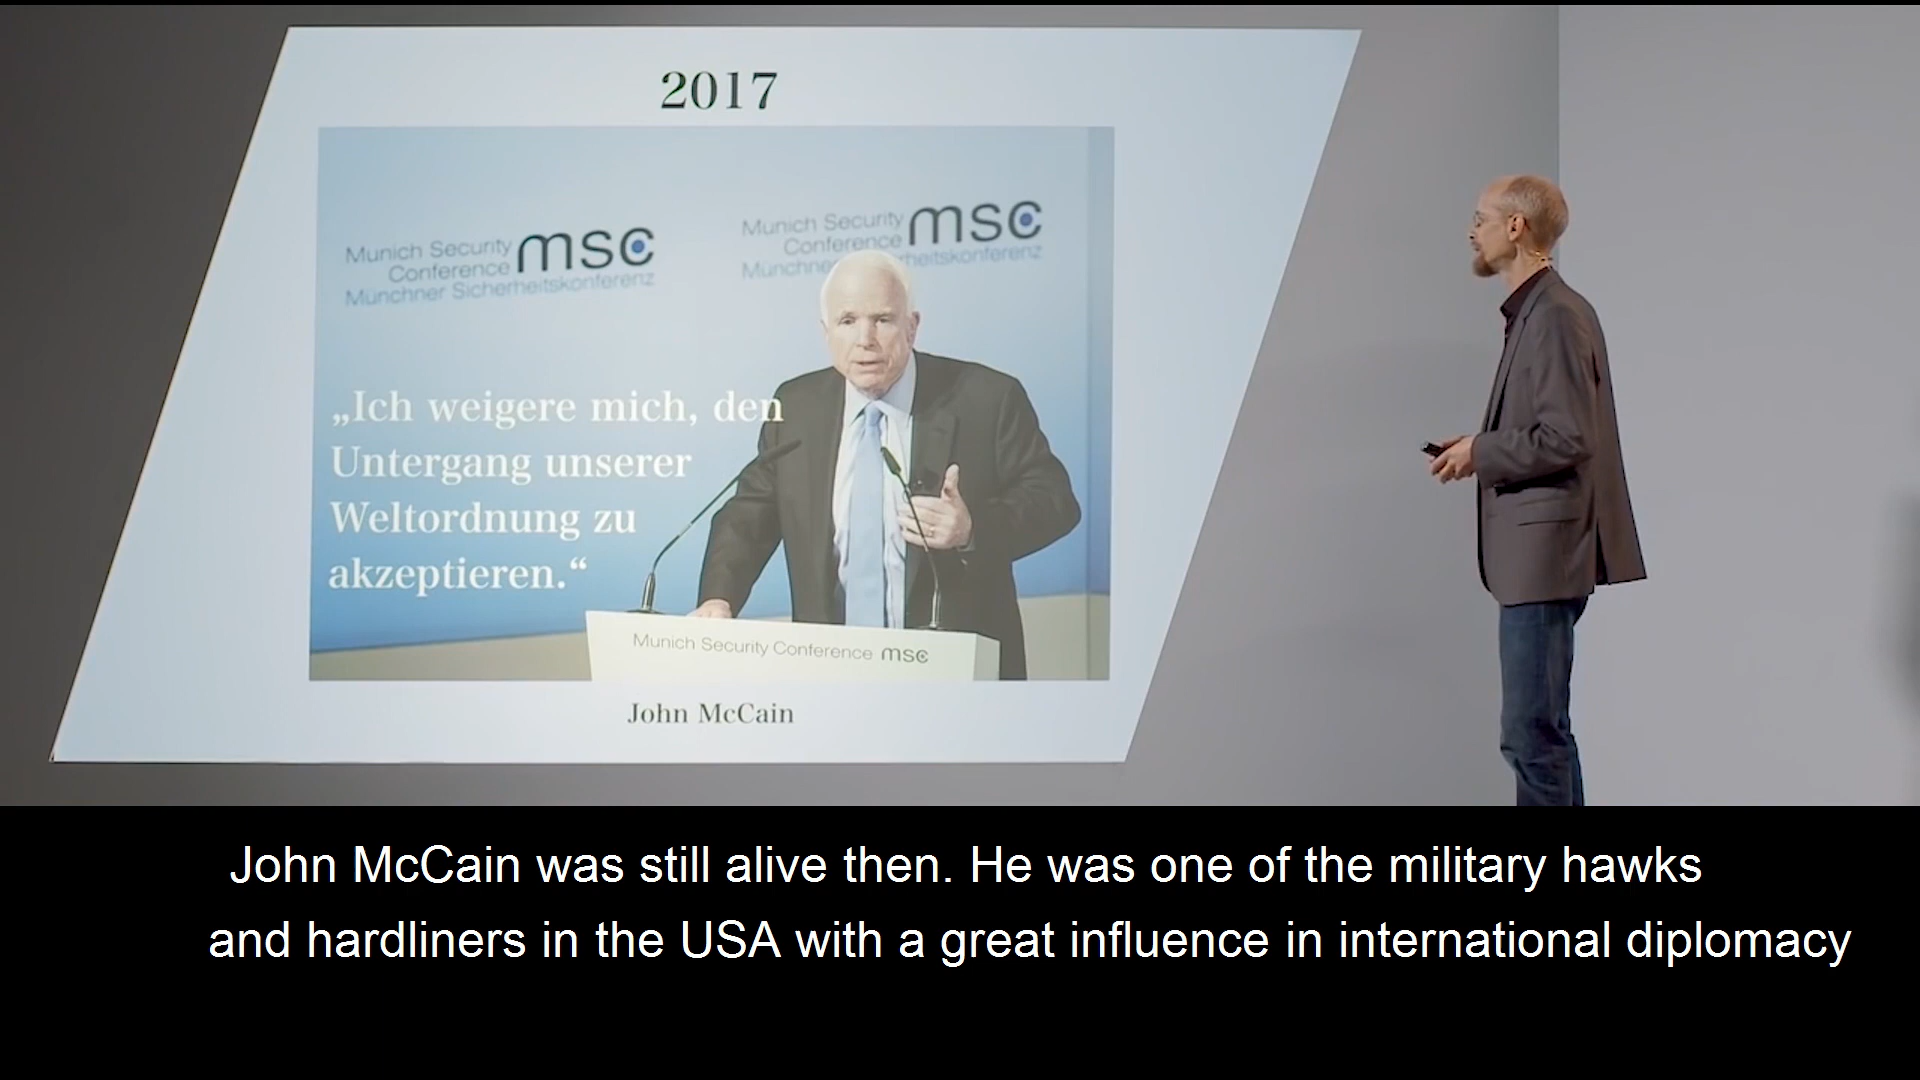 2017
Munich Security
Conference
Münchner Sicherheitskonferenz
msc
Munich Security
Conference
msc
„Ich weigere mich, den
Untergang unserer
Weltordnung zu
akzeptieren.“
Munich Security Conference msc
John McCain
John McCain was still alive then. He was one of the military hawks
and hardliners in the USA with a great influence in international diplomacy